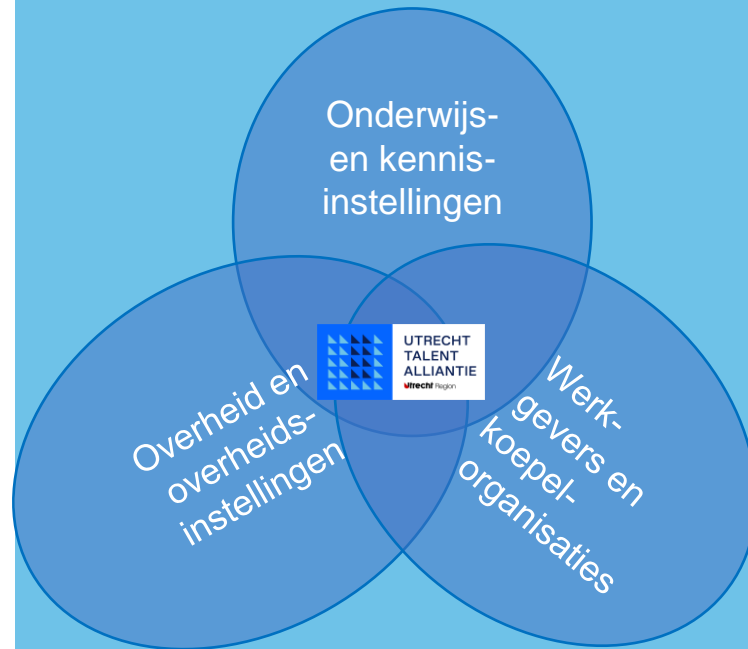 Onderwijs-
en kennis-
instellingen
UTRECHT
TALENT
ALLIANTIE
Utrecht Region
Overheid en
overheids-
instellingen
Werk-
gevers en
koepel-
organisaties